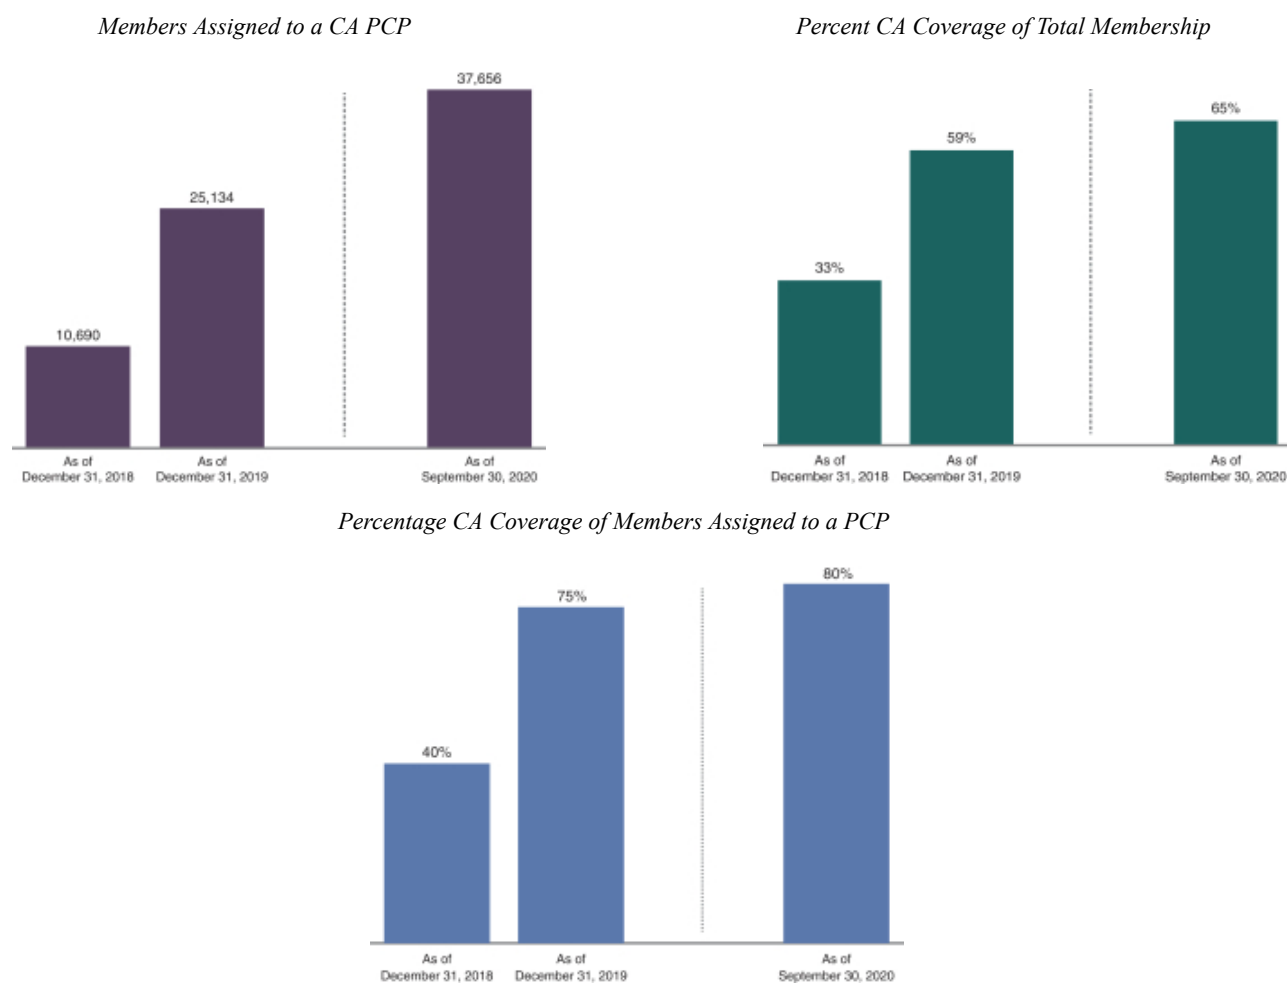 Members Assigned to a CA PCP
37,656
25,134
10,690
As of
December 31, 2018
As of
December 31, 2019
As of
September 30, 2020
Percent CA Coverage of Total Membership
65%
59%
33%
As of
December 31, 2018
As of
December 31, 2019
As of
September 30, 2020
Percentage CA Coverage of Members Assigned to a PCP
80%
75%
40%
As of
December 31, 2018
As of
December 31, 2019
As of
September 30, 2020